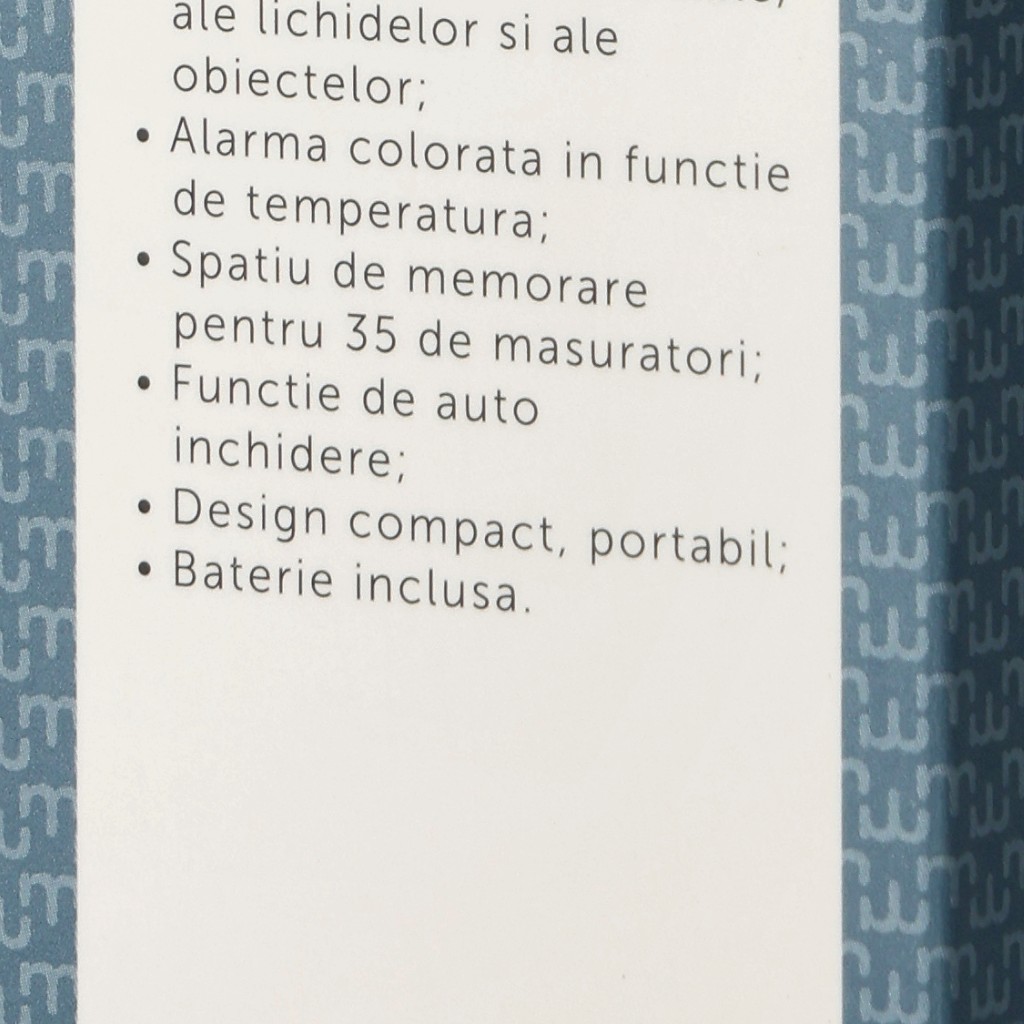 ale lichidelor si ale
obiectelor;
• Alarma colorata in functie
de temperatura;
• Spatiu de memorare
pentru 35 de masuratori;
• Functie de auto
inchidere;
• Design compact, portabil;
• Baterie inclusa.